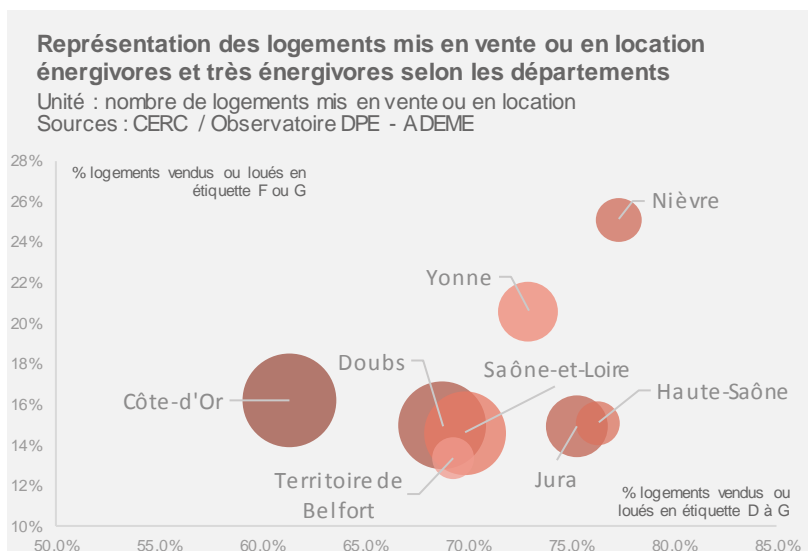 Représentation des logements mis en vente ou en location
énergivores et très énergivores selon les départements
Unité : nombre de logements mis en vente ou en location
Sources : CERC / Observatoire DPE - ADEME
28%
% logements vendus ou loués en
étiquette F ou G
26%
Nièvre
24%
22%
Yonne
20%
18%
Doubs
Saône-et-Loire
Côte-d'Or
16%
Haute-Saône
14%
Territoire de
Belfort
Jura
12%
% logements vendus ou
loués en étiquette D à G
10%
50.0% 55.0% 60.0% 65.0% 70.0% 75.0% 80.0% 85.0%